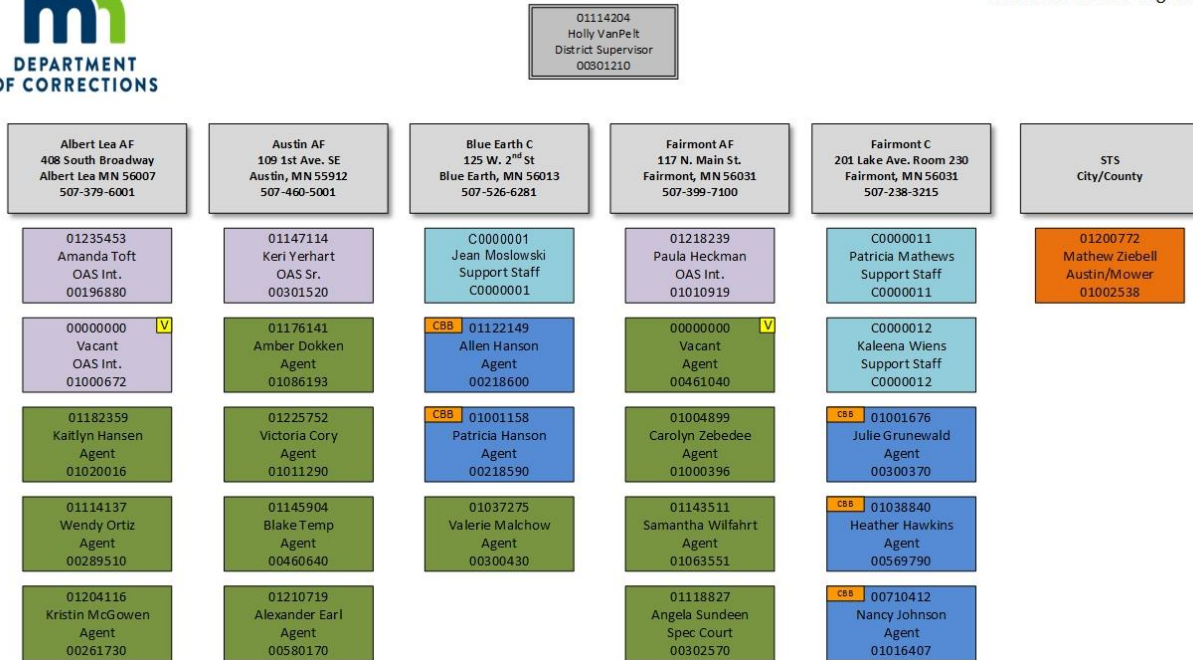 DEPARTMENT
OF CORRECTIONS
01114204
Holly VanPelt
District Supervisor
00301210
Albert Lea AF
408 South Broadway
Albert Lea MN 56007
507-379-6001
01235453
Amanda Toft
OAS Int.
00196880
00000000 V
Vacant
OAS Int.
01000672
01182359
Kaitlyn Hansen
Agent
01020016
01114137
Wendy Ortiz
Agent
00289510
01204116
Kristin McGowen
Agent
00261730
Austin AF
109 1st Ave. SE
Austin, MN 55912
507-460-5001
01147114
Keri Yerhart
OAS Sr.
00301520
01176141
Amber Dokken
Agent
01086193
01225752
Victoria Cory
Agent
01011290
01145904
Blake Temp
Agent
00460640
01210719
Alexander Earl
Agent
00580170
Blue Earth C
125 W. 2nd St
Blue Earth, MN 56013
507-526-6281
C0000001
Jean Moslowski
Support Staff
C0000001
CBB 01122149
Allen Hanson
Agent
00218600
CBB 01001158
Patricia Hanson
Agent
00218590
01037275
Valerie Malchow
Agent
00300430
Fairmont AF
117 N. Main St.
Fairmont, MN 56031
507-399-7100
01218239
Paula Heckman
OAS Int.
01010919
00000000 V
Vacant
Agent
00461040
01004899
Carolyn Zebedee
Agent
01000396
01143511
Samantha Wilfahrt
Agent
01063551
01118827
Angela Sundeen
Spec Court
00302570
Fairmont C
201 Lake Ave. Room 230
Fairmont, MN 56031
507-238-3215
C0000011
Patricia Mathews
Support Staff
C0000011
C0000012
Kaleena Wiens
Support Staff
C0000012
CBB 01001676
Julie Grunewald
Agent
00300370
CBB 01038840
Heather Hawkins
Agent
00569790
CBB 00710412
Nancy Johnson
Agent
01016407
STS
City/County
01200772
Mathew Ziebell
Austin/Mower
01002538